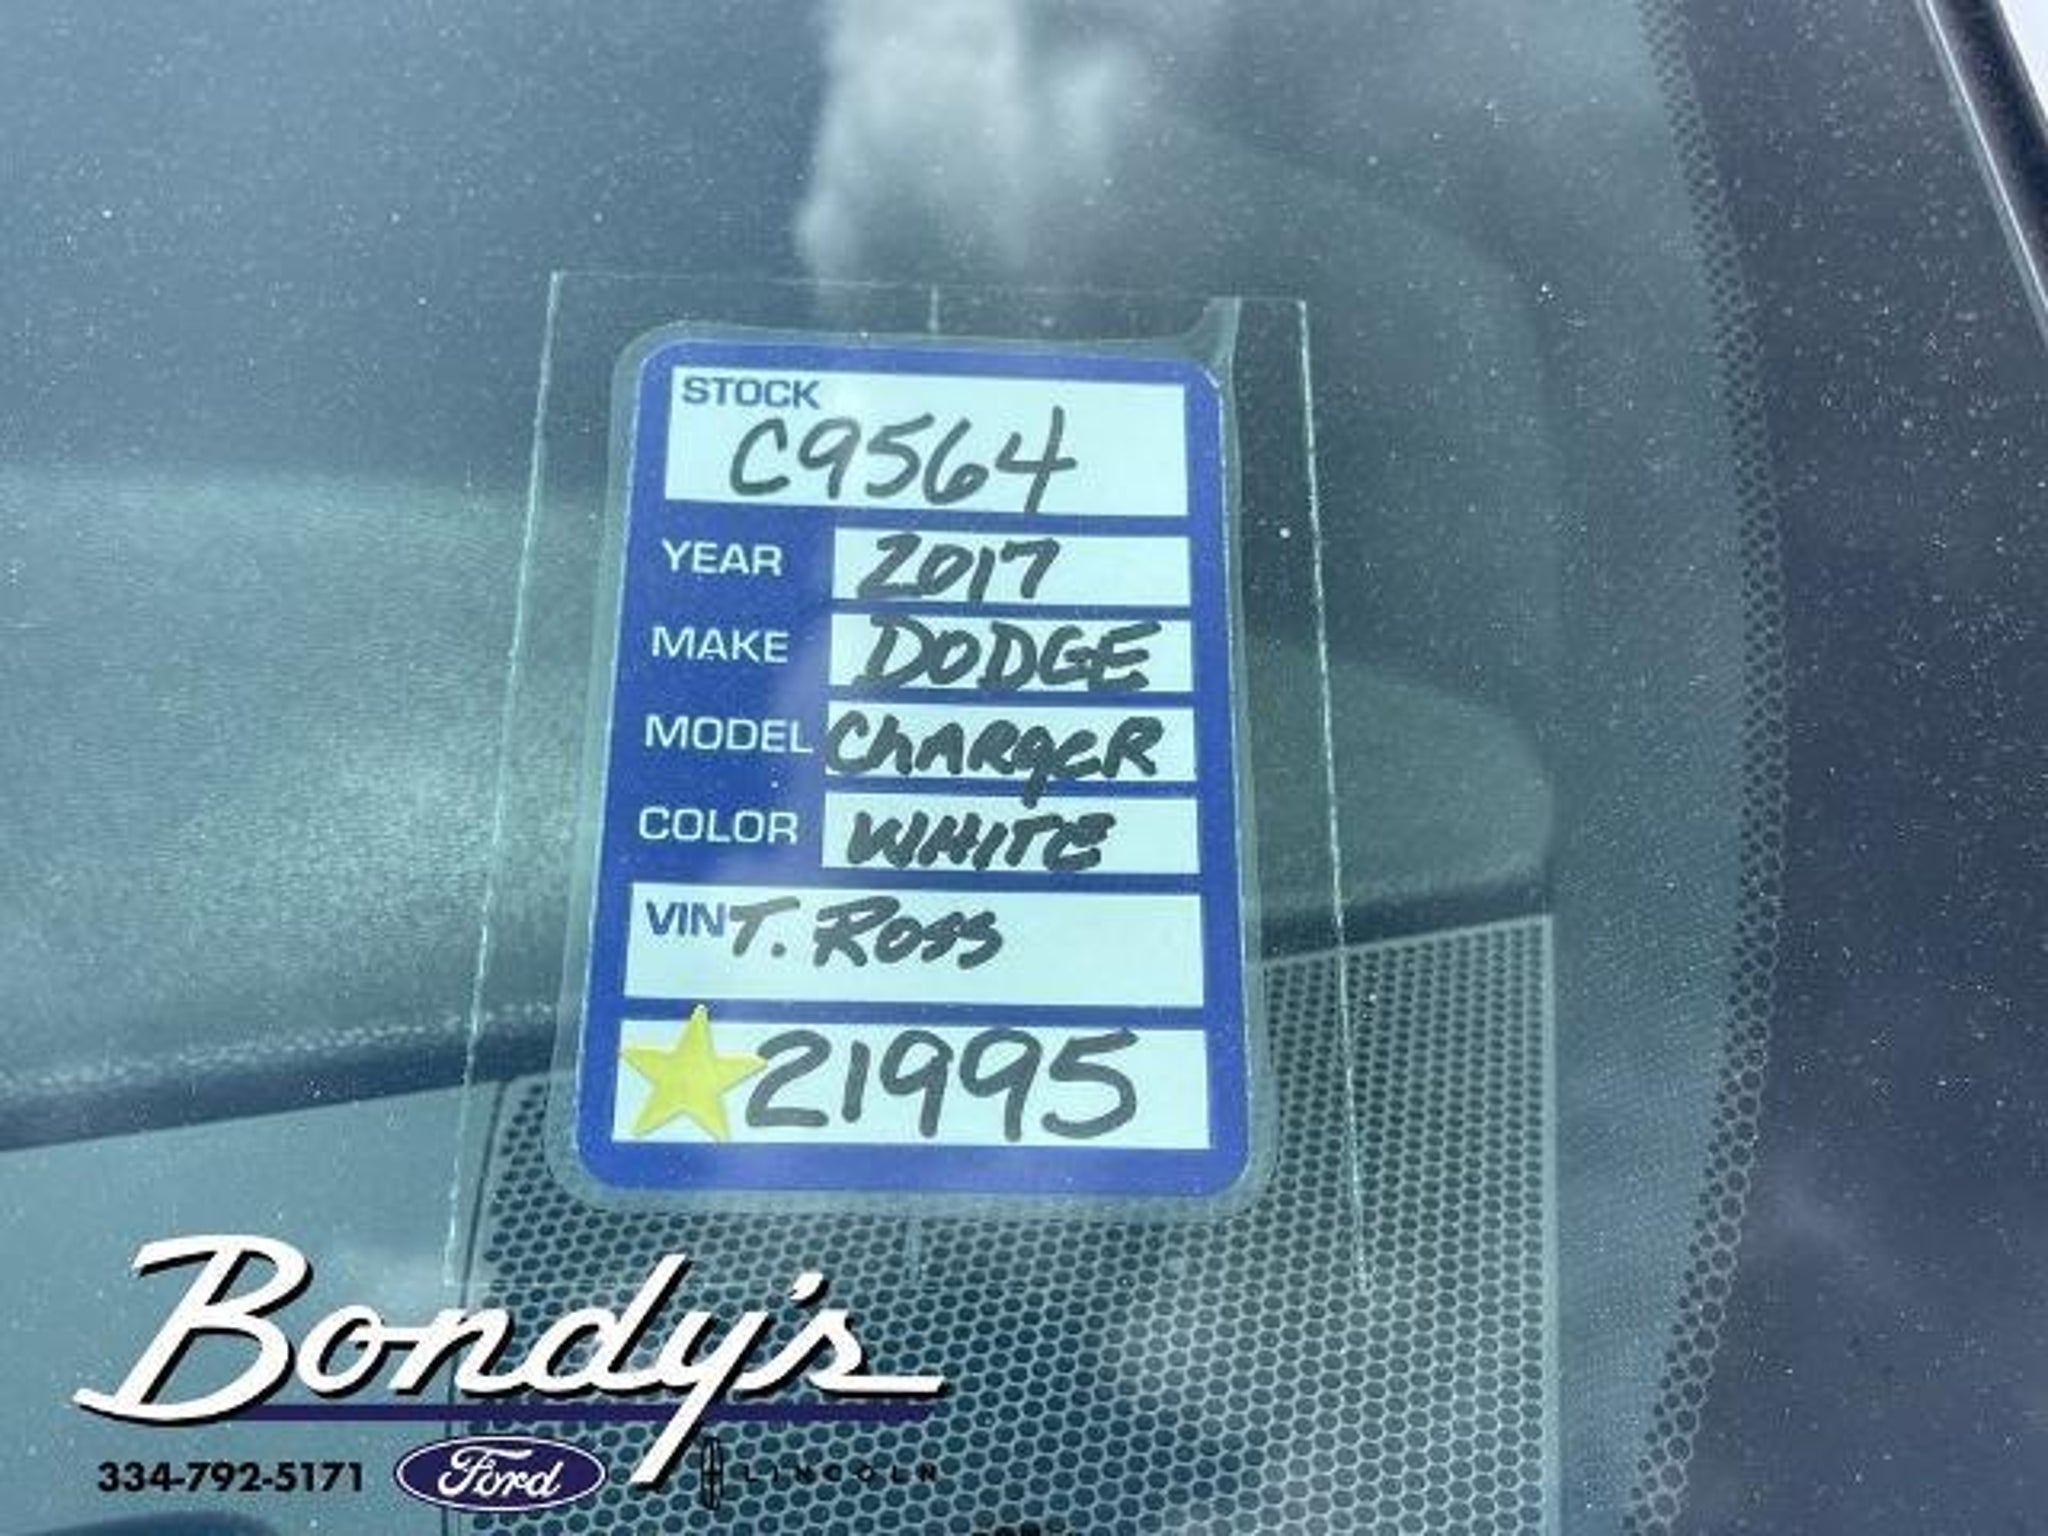 STOCK
C9564
YEAR 2017
MAKE DODGE
MODEL ChARgeR
COLOR WHITE
VIN T. Ross
21995
Bondy's
334-792-5171 Ford LINCOLN